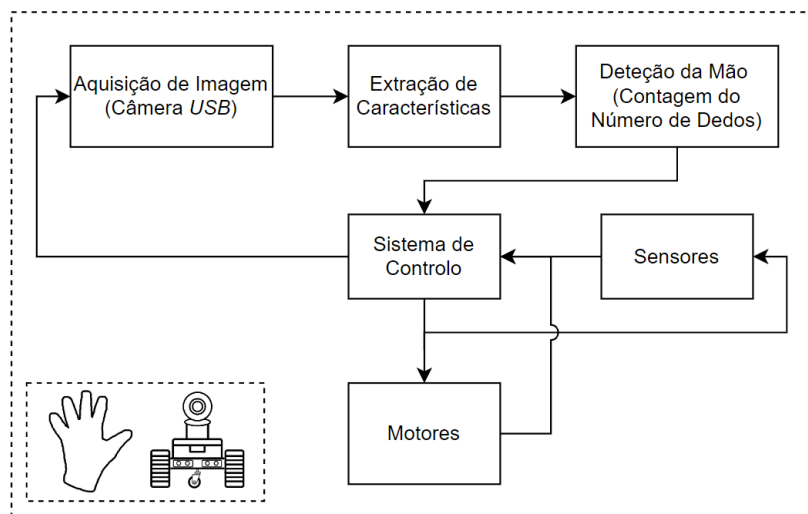 Aquisição de Imagem
(Câmera USB)
Extração de
Características
Deteção da Mão
(Contagem do
Número de Dedos)
Sistema de
Controlo
Sensores
Motores